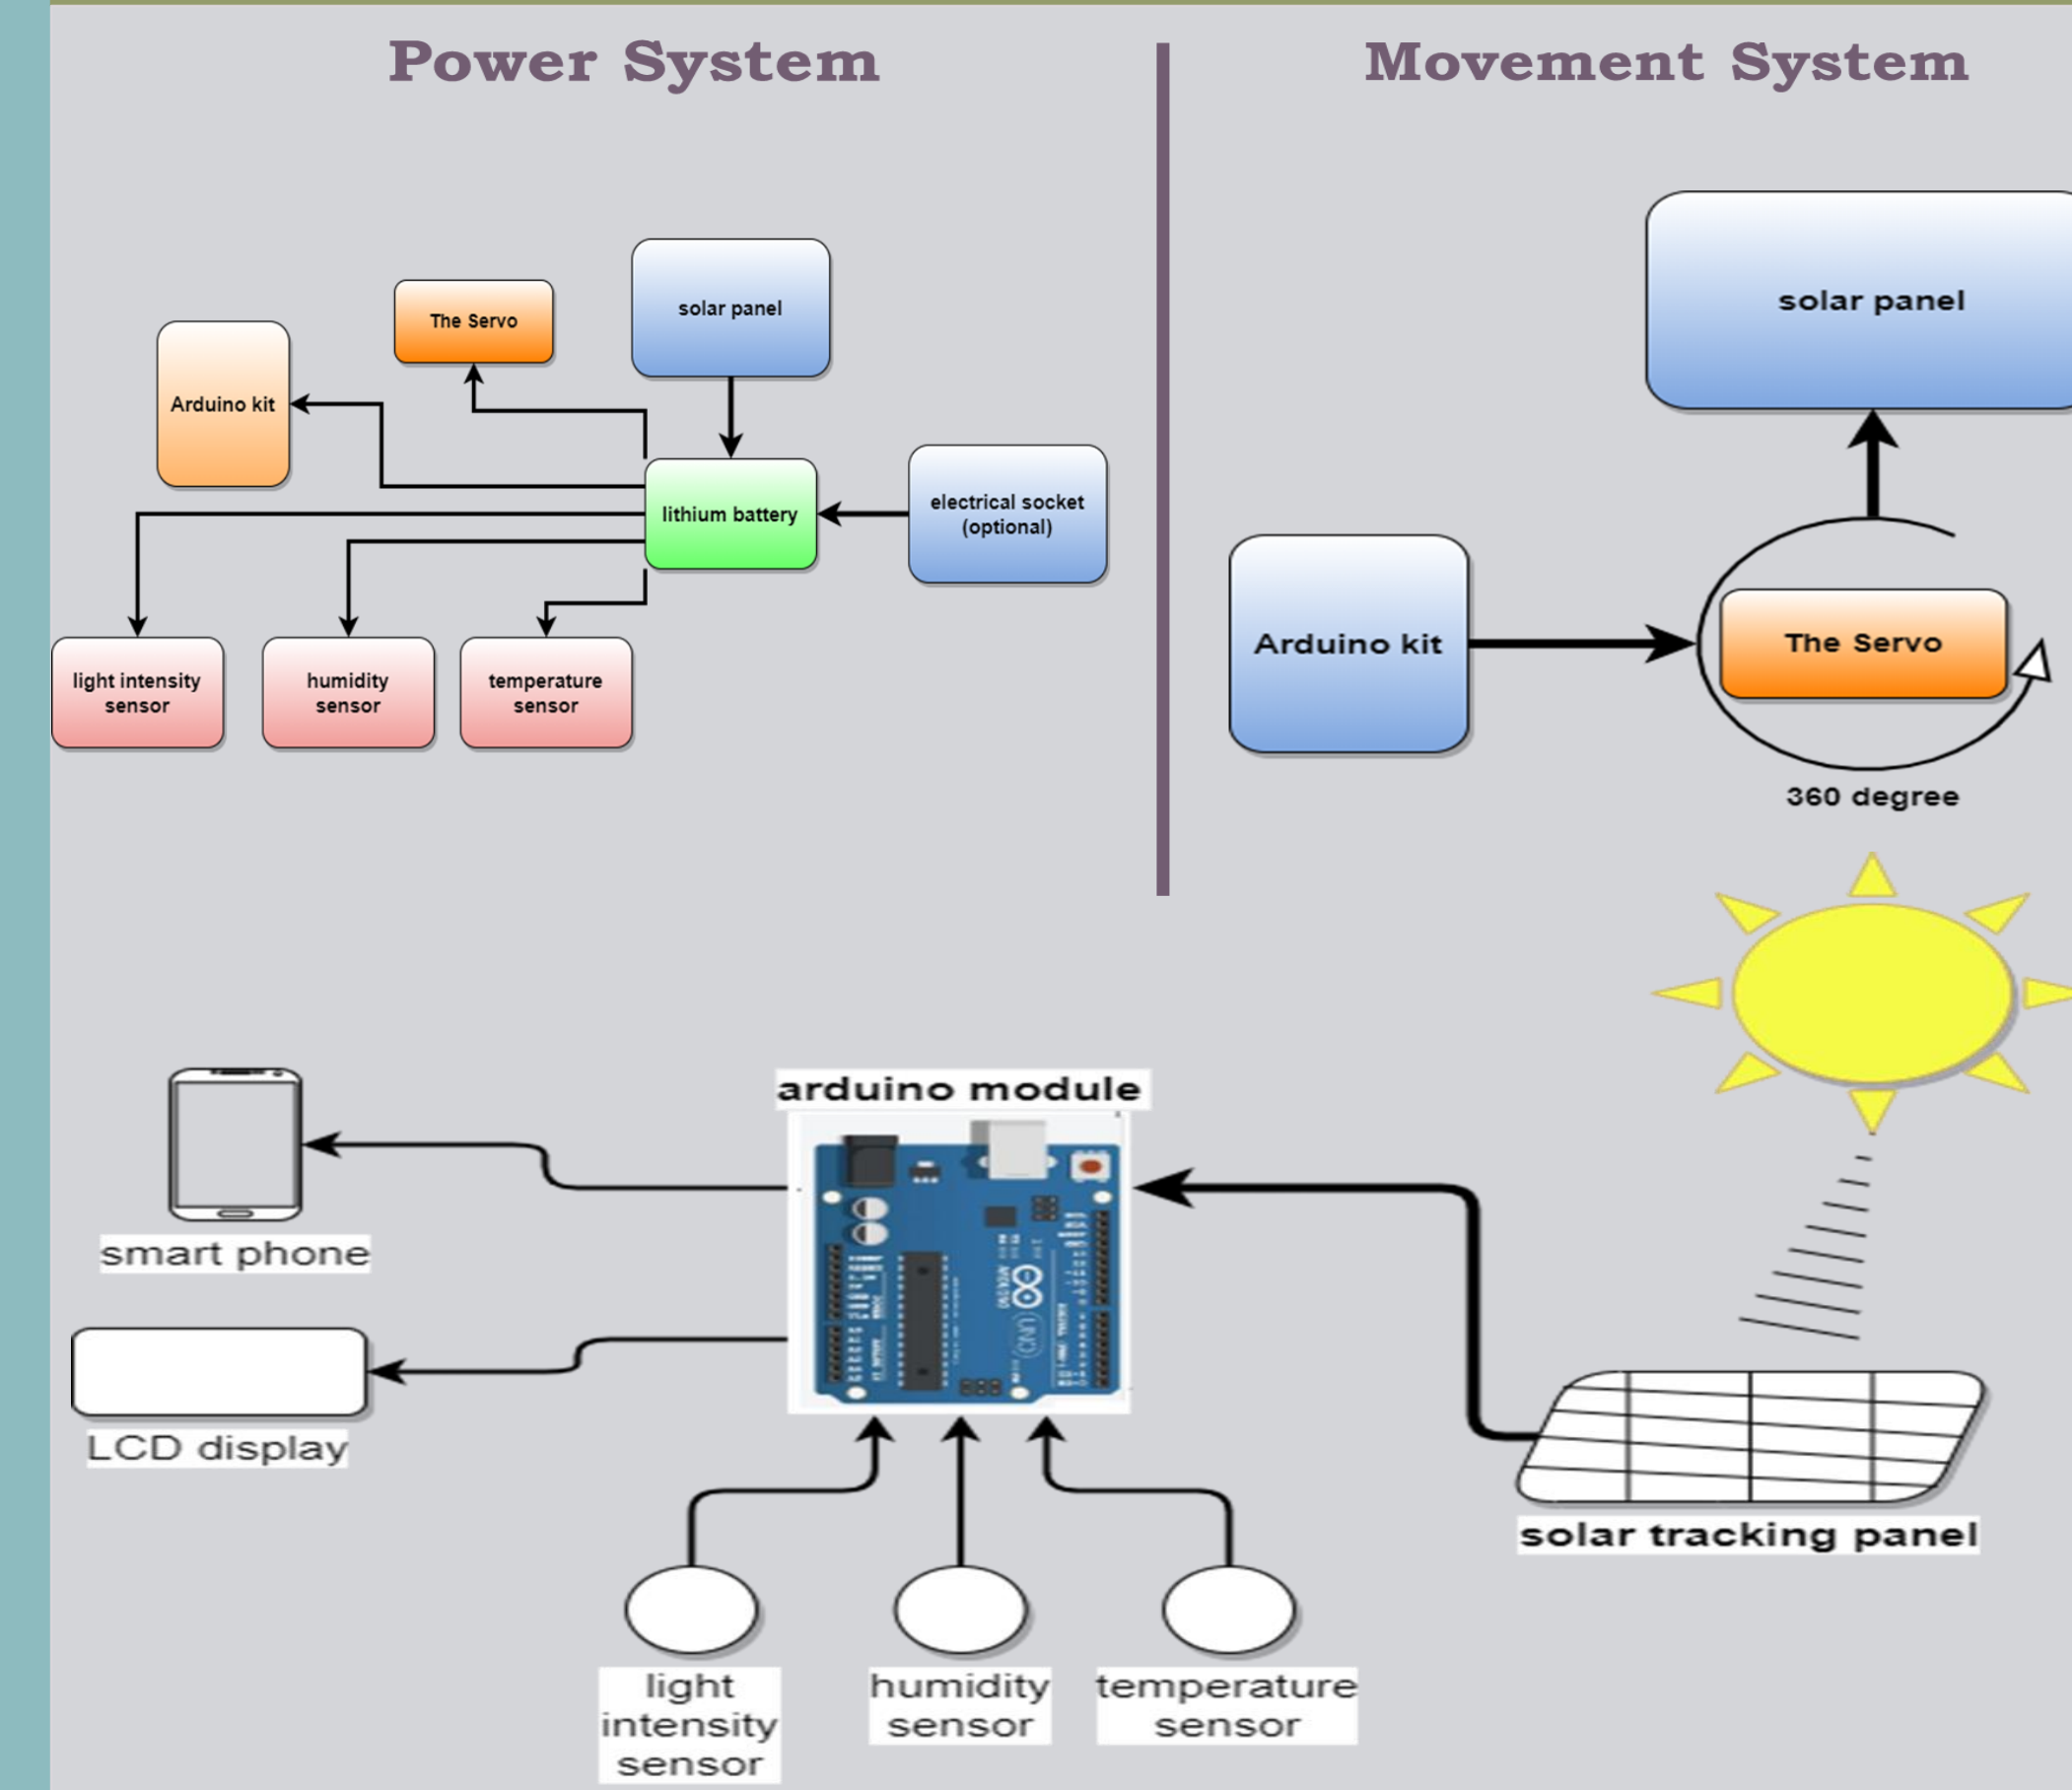 Power System
Movement System
solar panel
The Servo
Arduino kit
lithium battery
electrical socket
(optional)
light intensity
sensor
humidity
sensor
temperature
sensor
solar panel
Arduino kit
The Servo
360 degree
arduino module
smart phone
LCD display
UNO
solar tracking panel
light
intensity
sensor
humidity
sensor
temperature
sensor